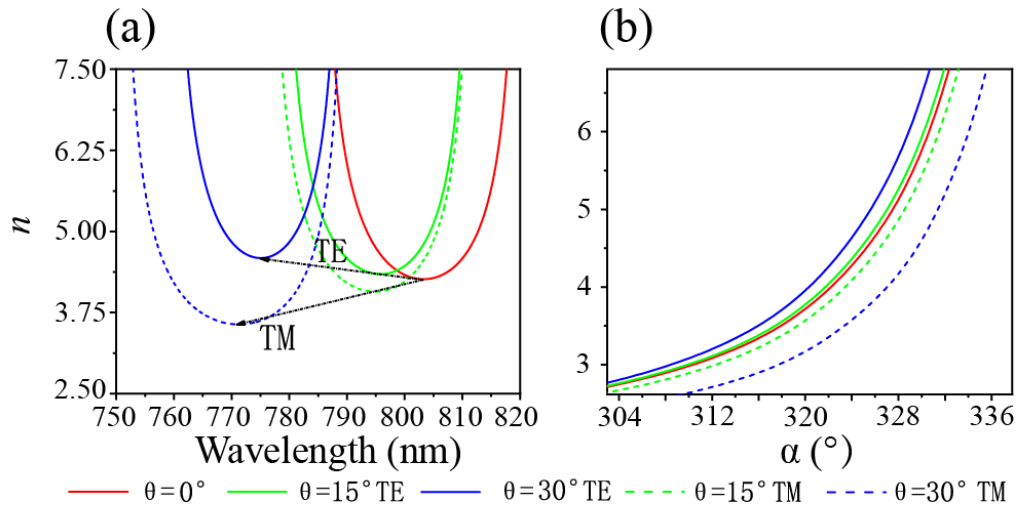 (a)
(b)
7.50
6.25
5.00
3.75
2.50
n
TE
TM
750 760 770 780 790 800 810 820
Wavelength (nm)
6
5
4
3
304 312 320 328 336
α (°)
θ=0° θ=15°TE θ=30°TE θ=15°TM θ=30° TM